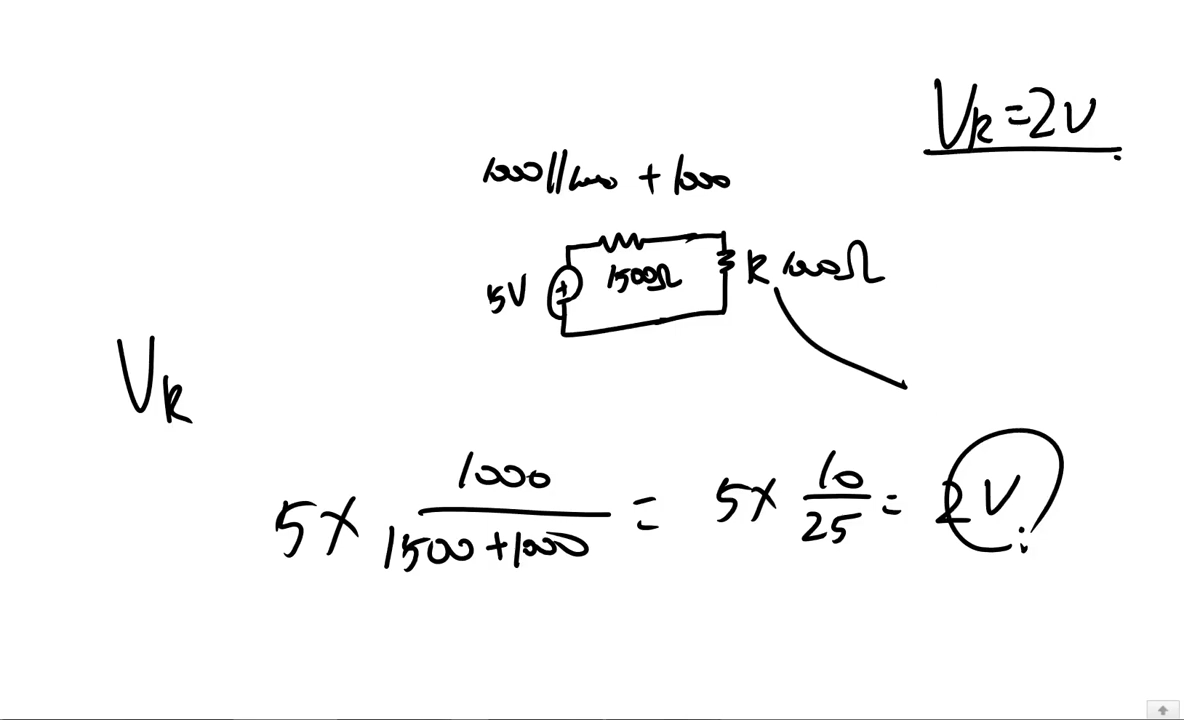 V_R = 2V
1000 // 1000 + 1000
5V 1500Ω R 1000Ω
V_R
5 × 1000 / (1500 + 1000) = 5 × 10 / 25 = 2V.